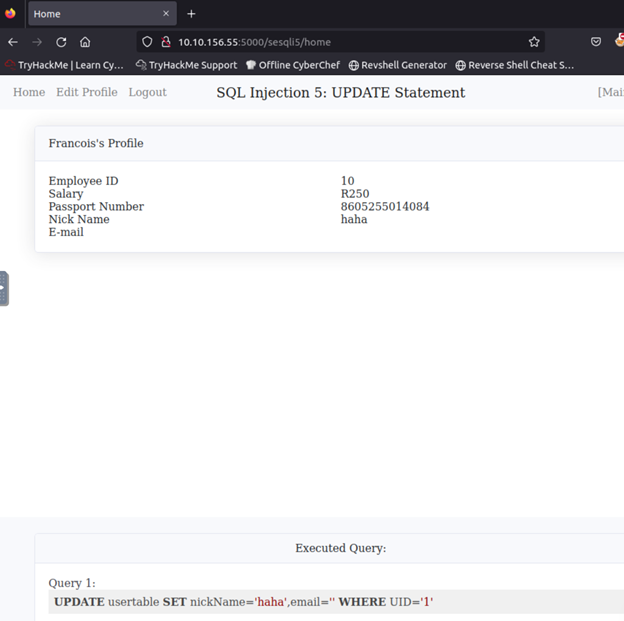 Home
10.10.156.55:5000/sesqli5/home
TryHackMe | Learn Cy… TryHackMe Support Offline CyberChef Revshell Generator Reverse Shell Cheat S…
Home Edit Profile Logout SQL Injection 5: UPDATE Statement [Mai
Francois's Profile
Employee ID 10
Salary R250
Passport Number 8605255014084
Nick Name haha
E-mail
Executed Query:
Query 1:
UPDATE usertable SET nickName='haha',email='' WHERE UID='1'